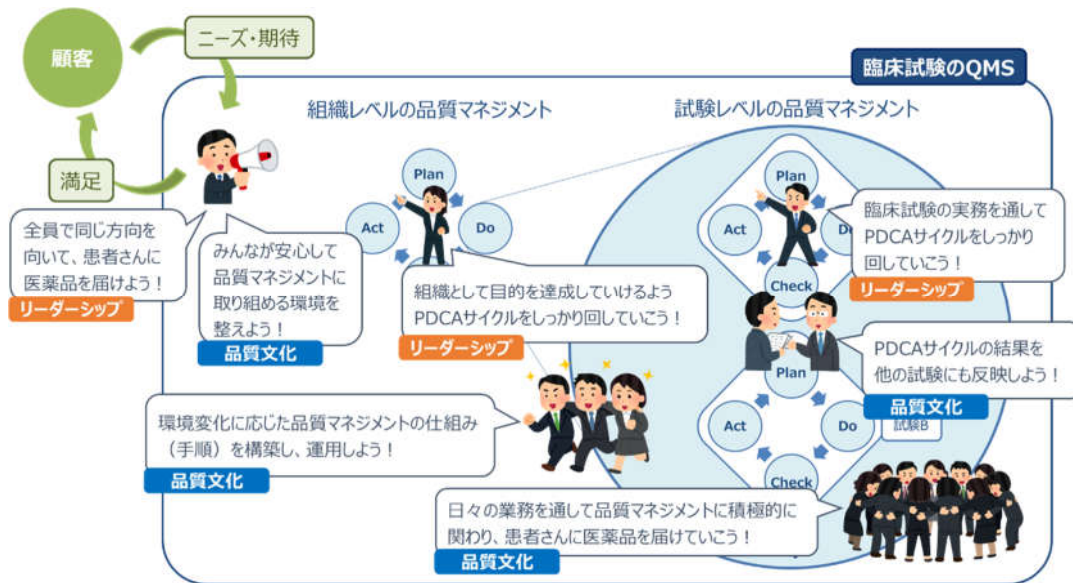 顧客
ニーズ・期待
満足
臨床試験のQMS
組織レベルの品質マネジメント
試験レベルの品質マネジメント
全員で同じ方向を
向いて、患者さんに
医薬品を届けよう！
リーダーシップ
みんなが安心して
品質マネジメントに
取り組める環境を
整えよう！
品質文化
Plan
Act
Do
組織として目的を達成していけるよう
PDCAサイクルをしっかり回していこう！
リーダーシップ
Plan
Act
Check
臨床試験の実務を通して
PDCAサイクルをしっかり
回していこう！
リーダーシップ
PDCAサイクルの結果を
他の試験にも反映しよう！
品質文化
Plan
Act
Do
Check
試験B
環境変化に応じた品質マネジメントの仕組み
（手順）を構築し、運用しよう！
品質文化
日々の業務を通して品質マネジメントに積極的に
関わり、患者さんに医薬品を届けていこう！
品質文化